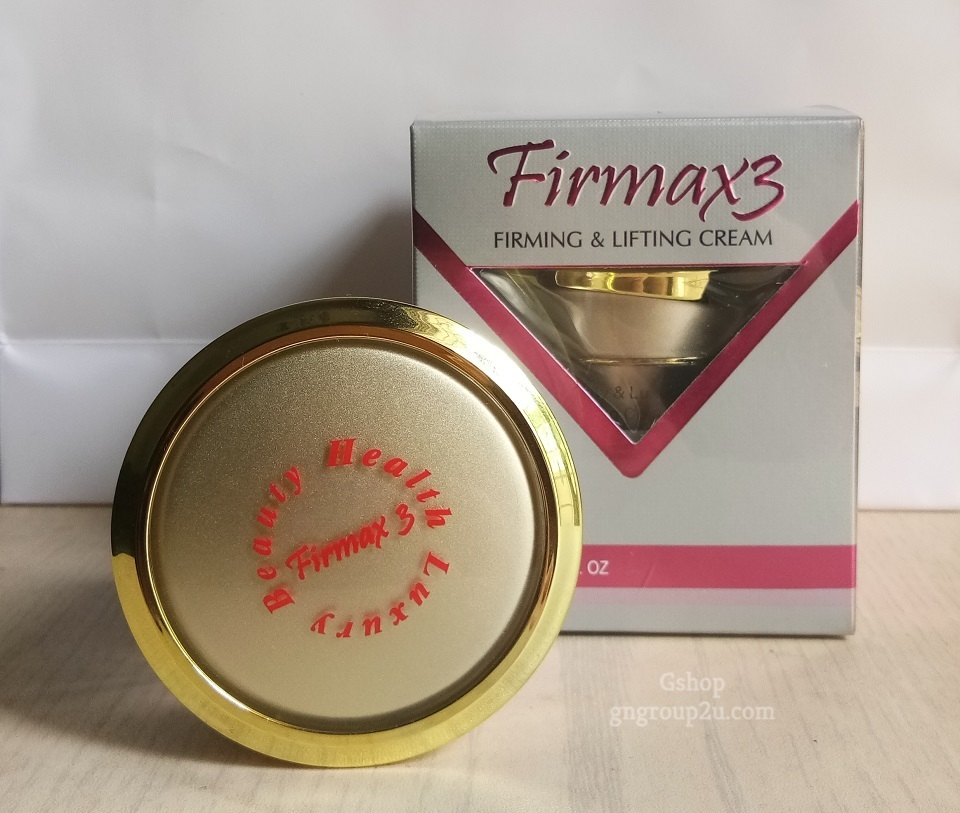 Firmax3
FIRMING & LIFTING CREAM
& L
. OZ
Beauty Health Luxury
Firmax 3
Gshop
gngroup2u.com